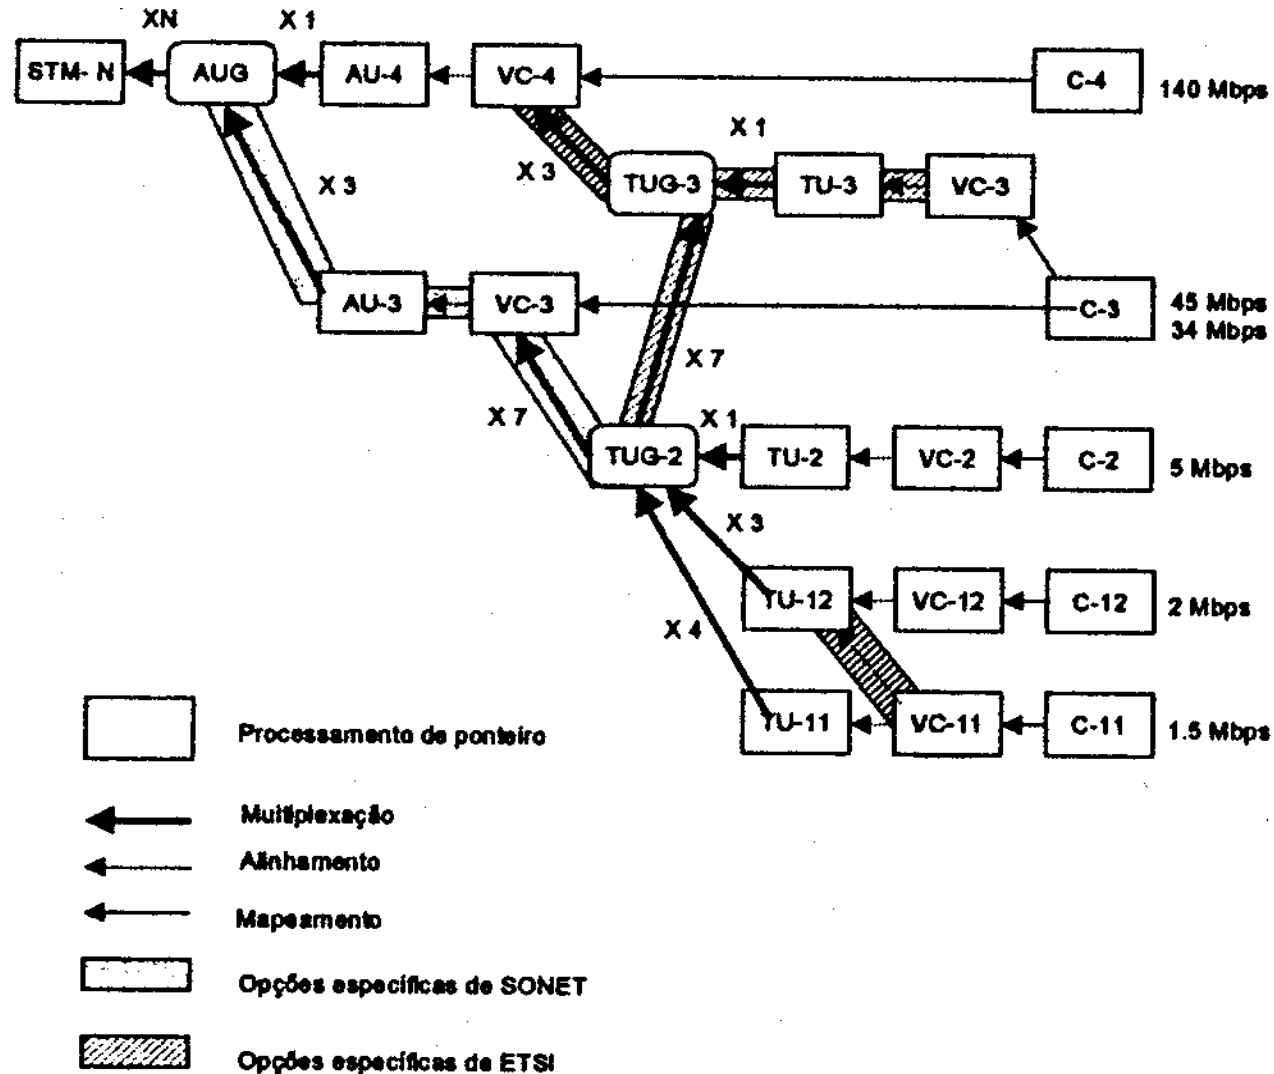 XN X 1
STM- N AUG AU-4 VC-4 C-4 140 Mbps
X 1
X 3 TUG-3 TU-3 VC-3
X 3
AU-3 VC-3 C-3 45 Mbps
34 Mbps
X 7
X 7 X 1
TUG-2 TU-2 VC-2 C-2 5 Mbps
X 3
TU-12 VC-12 C-12 2 Mbps
X 4
TU-11 VC-11 C-11 1.5 Mbps
Processamento de ponteiro
Multiplexação
Alinhamento
Mapeamento
Opções específicas de SONET
Opções específicas de ETSI